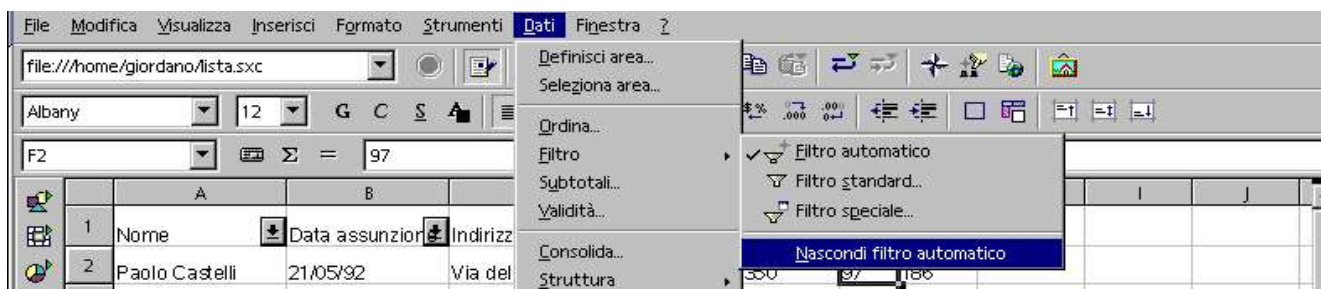 File Modifica Visualizza Inserisci Formato Strumenti Dati Finestra ?
file:///home/giordano/lista.sxc
Definisci area...
Seleziona area...
Albany 12 G C S A
Ordina...
F2 Σ = 97
Filtro
Filtro automatico
Subtotali...
Filtro standard...
Validità...
Filtro speciale...
A B I J
1 Nome Data assunzion Indirizz
Consolida...
Nascondi filtro automatico
2 Paolo Castelli 21/05/92 Via del 350 97 186
Struttura